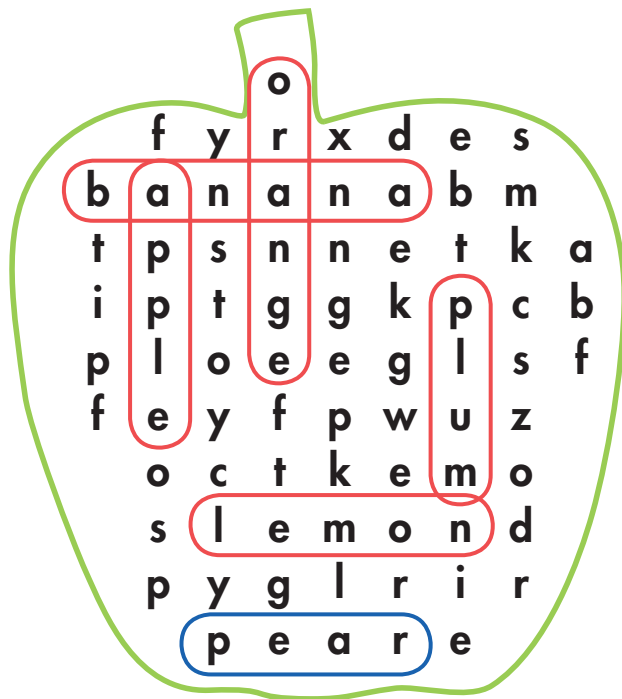 o
f y r x d e s
b a n a n a b m
t p s n n e t k a
i p t g g k p c b
p l o e e g l s f
f e y f p w u z
o c t k e m o
s l e m o n d
p y g l r i r
p e a r e